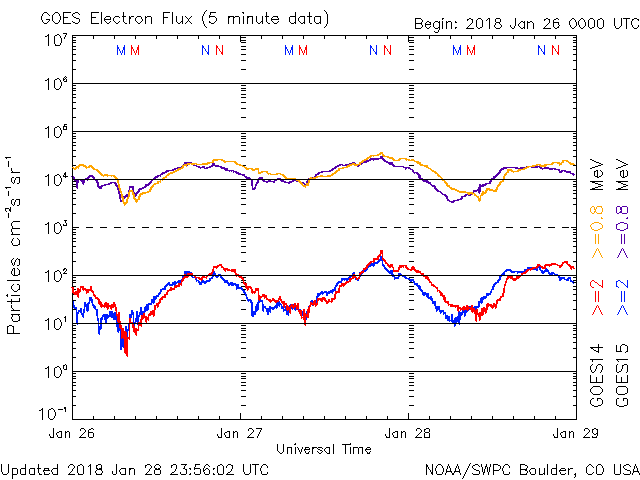 GOES Electron Flux (5 minute data)
Begin: 2018 Jan 26 0000 UTC
M M N N M M N N M M N N
10⁷
10⁶
10⁵
10⁴
10³
10²
10¹
10⁰
10⁻¹
Particles cm⁻²s⁻¹sr⁻¹
Jan 26 Jan 27 Jan 28 Jan 29
Universal Time
GOES14 >=2 >=0.8 MeV
GOES15 >=2 >=0.8 MeV
Updated 2018 Jan 28 23:56:02 UTC
NOAA/SWPC Boulder, CO USA